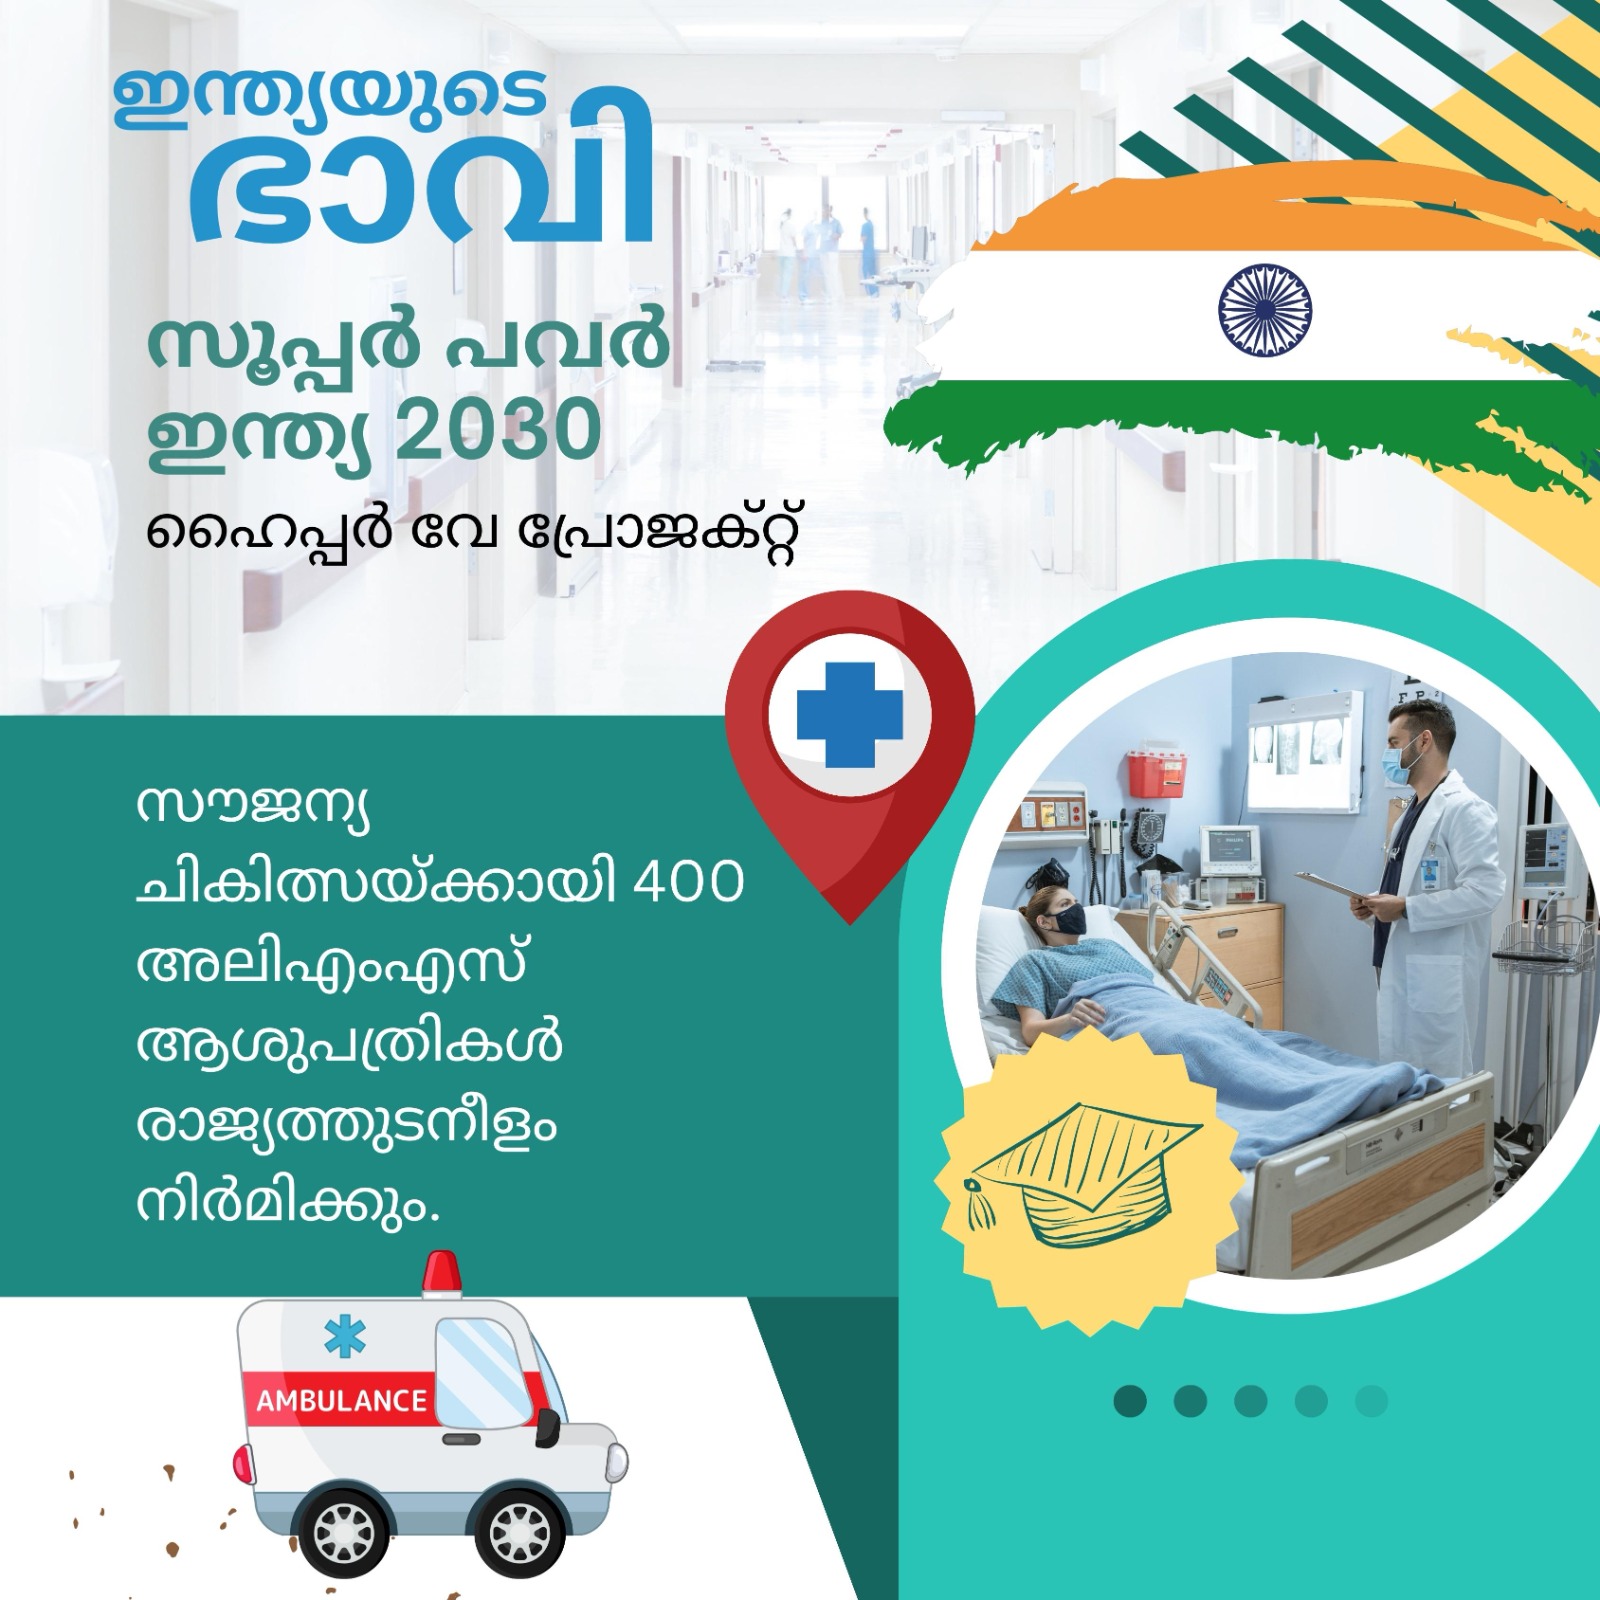 ഇന്ത്യയുടെ
ഭാവി
സൂപ്പർ പവർ
ഇന്ത്യ 2030
ഹൈപ്പർ വേ പ്രോജക്റ്റ്
സൗജന്യ
ചികിത്സയ്ക്കായി 400
അലിഎംഎസ്
ആശുപത്രികൾ
രാജ്യത്തുടനീളം
നിർമിക്കും.
AMBULANCE